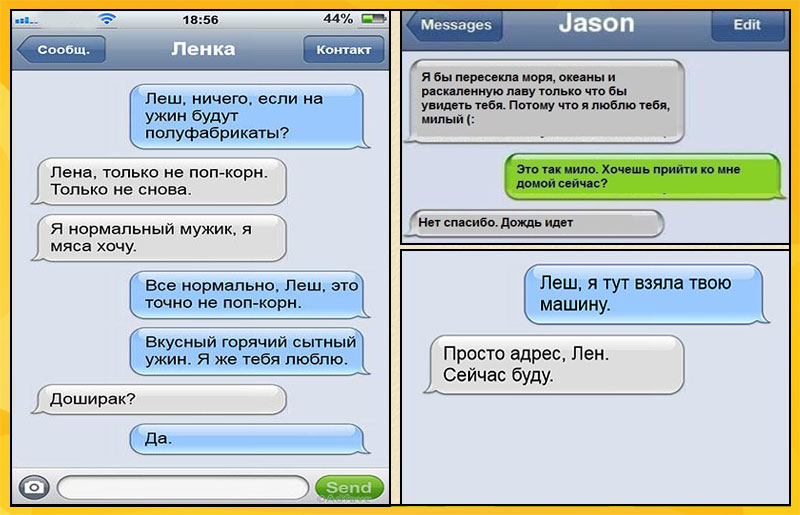 18:56
44%
Сообщ.
Ленка
Контакт
Леш, ничего, если на
ужин будут
полуфабрикаты?
Лена, только не поп-корн.
Только не снова.
Я нормальный мужик, я
мяса хочу.
Все нормально, Леш, это
точно не поп-корн.
Вкусный горячий сытный
ужин. Я же тебя люблю.
Доширак?
Да.
Send
Messages
Jason
Edit
Я бы пересекла моря, океаны и
раскаленную лаву только что бы
увидеть тебя. Потому что я люблю тебя,
милый (:
Это так мило. Хочешь прийти ко мне
домой сейчас?
Нет спасибо. Дождь идет
Леш, я тут взяла твою
машину.
Просто адрес, Лен.
Сейчас буду.